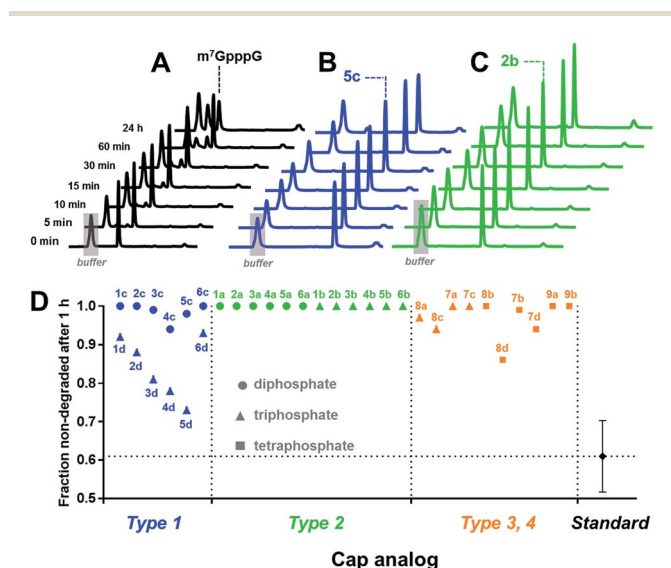 A
m⁷GpppG
B
5c
C
2b
24 h
60 min
30 min
15 min
10 min
5 min
0 min
buffer
buffer
buffer
D
Fraction non-degraded after 1 h
1.0
0.9
0.8
0.7
0.6
0.5
1c 2c 3c 4c 5c 6c
1d 2d 3d 4d 5d 6d
1a 2a 3a 4a 5a 6a 1b 2b 3b 4b 5b 6b
8a 8c 7a 7c 8b 8d 7b 7d 9a 9b
diphosphate
triphosphate
tetraphosphate
Type 1
Type 2
Type 3, 4
Standard
Cap analog